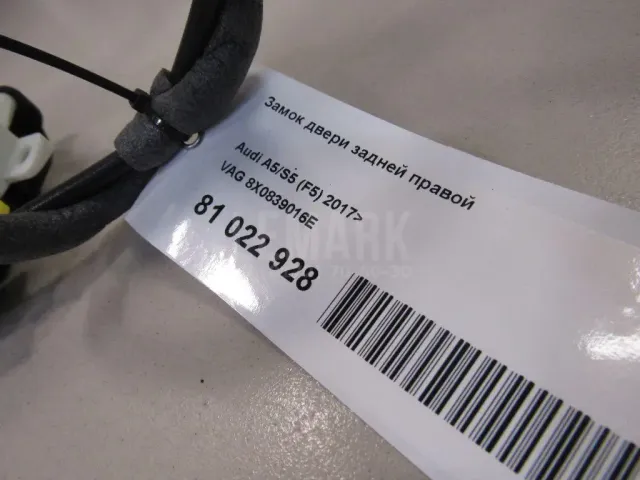 Замок двери задней правой
Audi A5/S5 (F5) 2017>
VAG 8X0839016E
81 022 928